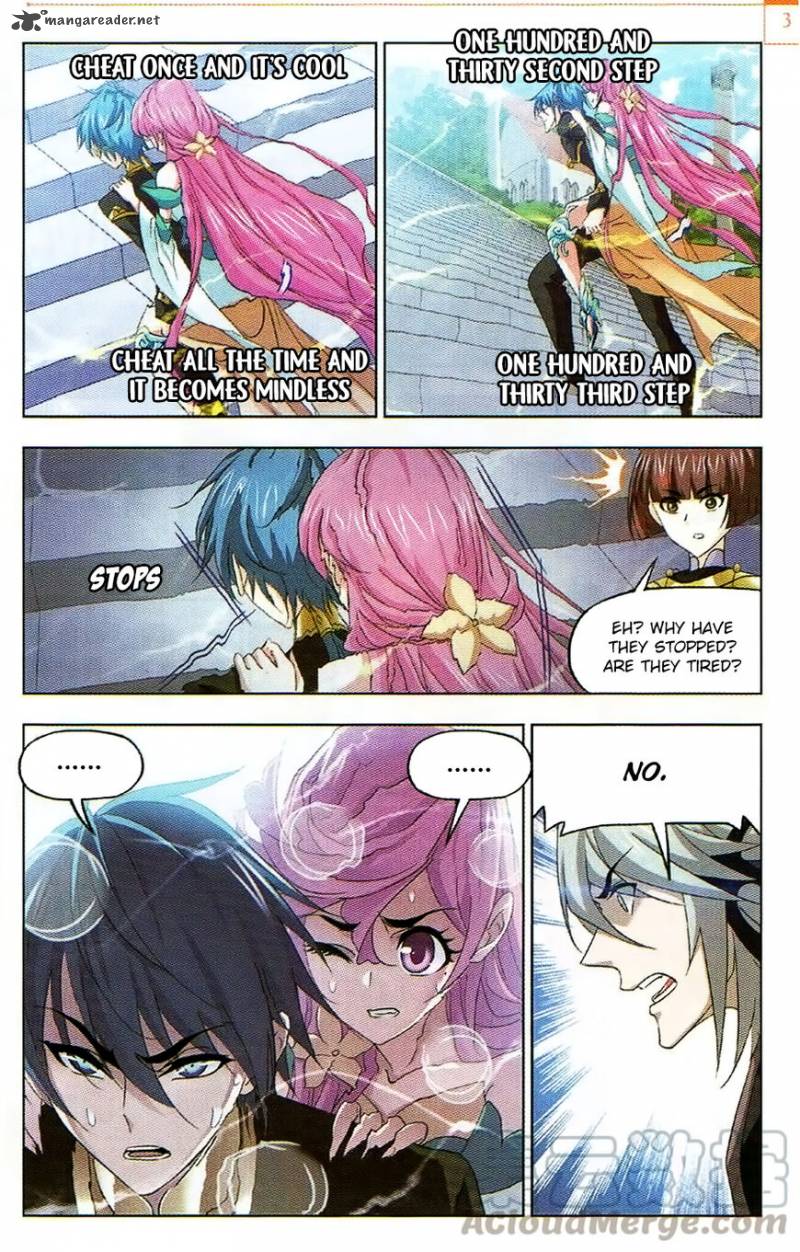 mangareader.net
3
CHEAT ONCE AND IT'S COOL
CHEAT ALL THE TIME AND
IT BECOMES MINDLESS
ONE HUNDRED AND
THIRTY SECOND STEP
ONE HUNDRED AND
THIRTY THIRD STEP
STOPS
EH? WHY HAVE
THEY STOPPED?
ARE THEY TIRED?
......
......
NO.
AcloudMerge.com